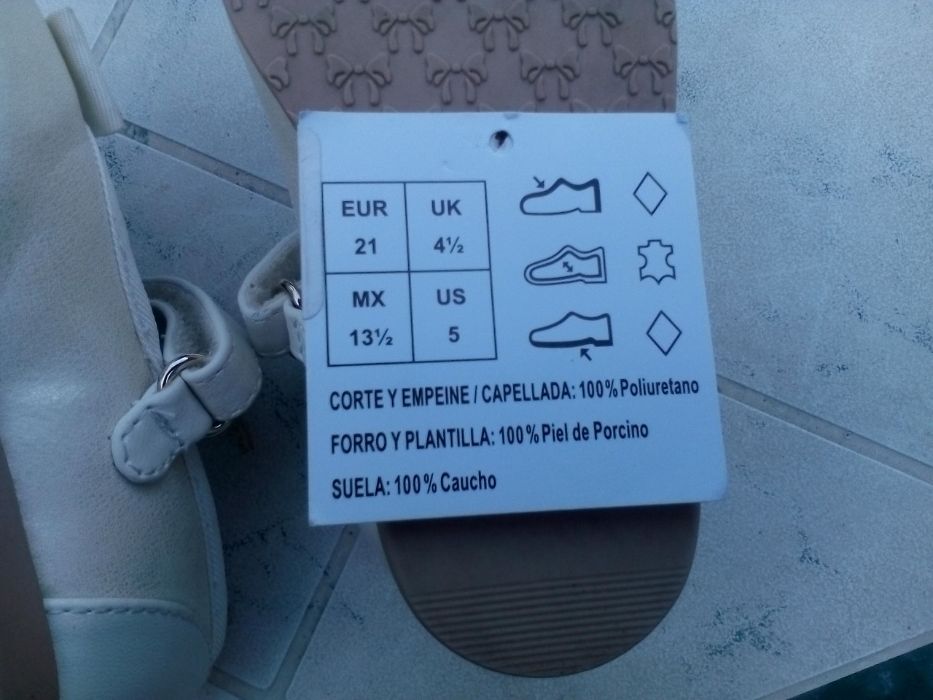 EUR UK
21 4½
MX US
13½ 5
CORTE Y EMPEINE / CAPELLADA: 100% Poliuretano
FORRO Y PLANTILLA: 100% Piel de Porcino
SUELA: 100% Caucho